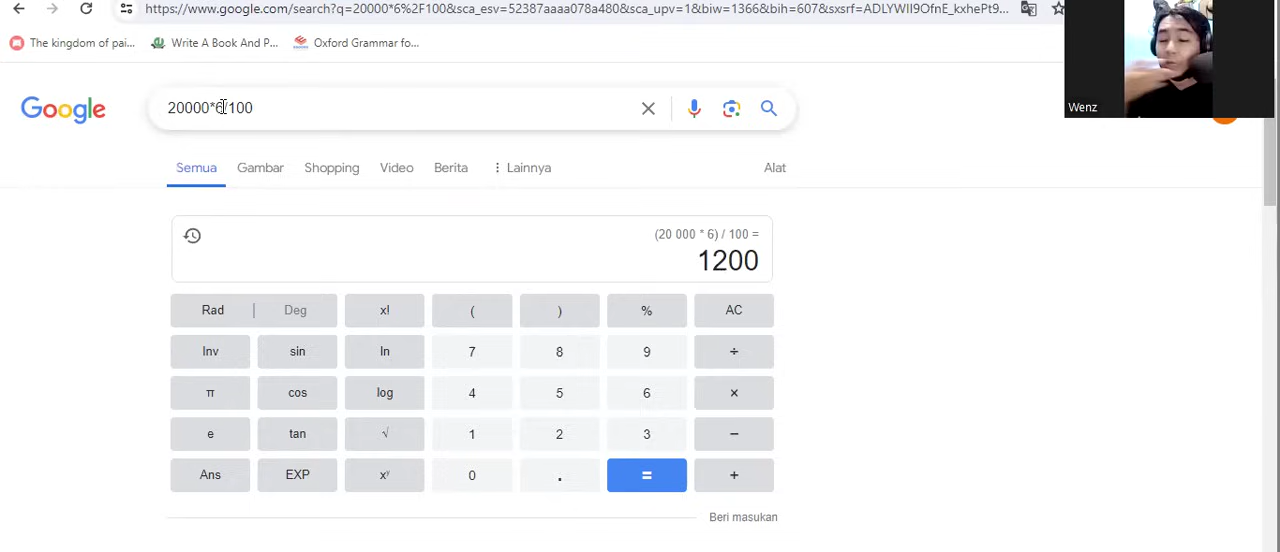 https://www.google.com/search?q=20000*6%2F100&sca_esv=52387aaaa078a480&sca_upv=1&biw=1366&bih=607&sxsrf=ADLYWII9OfnE_kxhePt9...
The kingdom of pai... Write A Book And P... Oxford Grammar fo...
Wenz
Google 20000*6/100
Semua Gambar Shopping Video Berita Lainnya Alat
(20 000 * 6) / 100 =
1200
Rad | Deg x! ( ) % AC
Inv sin ln 7 8 9 ÷
π cos log 4 5 6 ×
e tan √ 1 2 3 −
Ans EXP xʸ 0 . = +
Beri masukan